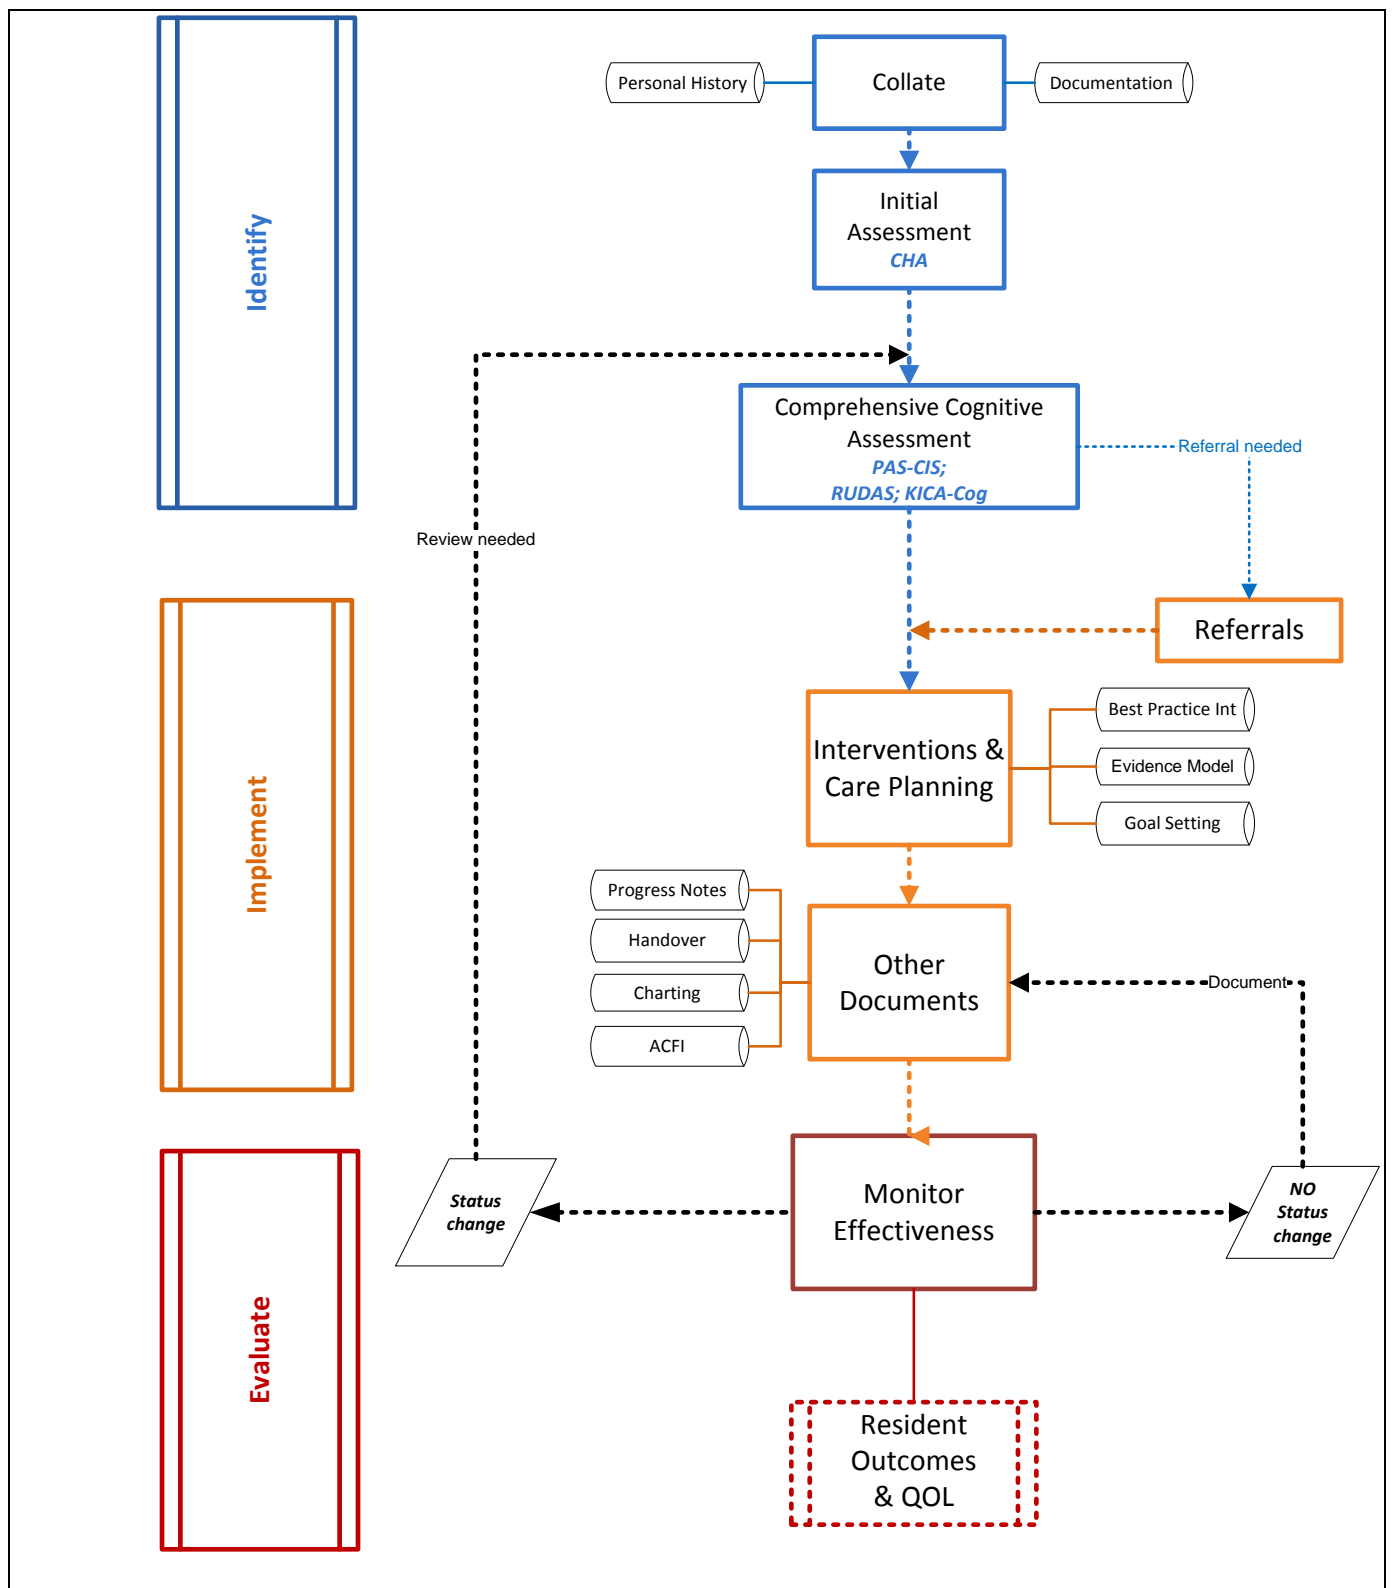 Personal History
Collate
Documentation
Initial
Assessment
CHA
Identify
Comprehensive Cognitive
Assessment
PAS-CIS;
RUDAS; KICA-Cog
Referral needed
Review needed
Referrals
Implement
Interventions &
Care Planning
Best Practice Int
Evidence Model
Goal Setting
Progress Notes
Handover
Charting
ACFI
Other
Documents
Document
Evaluate
Status
change
Monitor
Effectiveness
NO
Status
change
Resident
Outcomes
& QOL